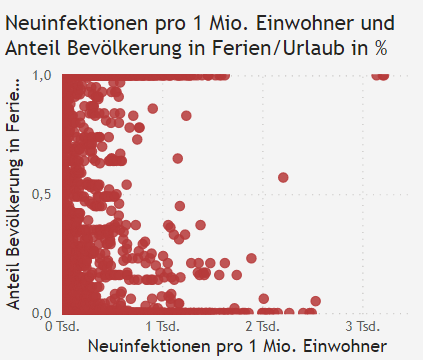 Neuinfektionen pro 1 Mio. Einwohner und
Anteil Bevölkerung in Ferien/Urlaub in %
Anteil Bevölkerung in Ferie...
1,0
0,5
0,0
0 Tsd. 1 Tsd. 2 Tsd. 3 Tsd.
Neuinfektionen pro 1 Mio. Einwohner